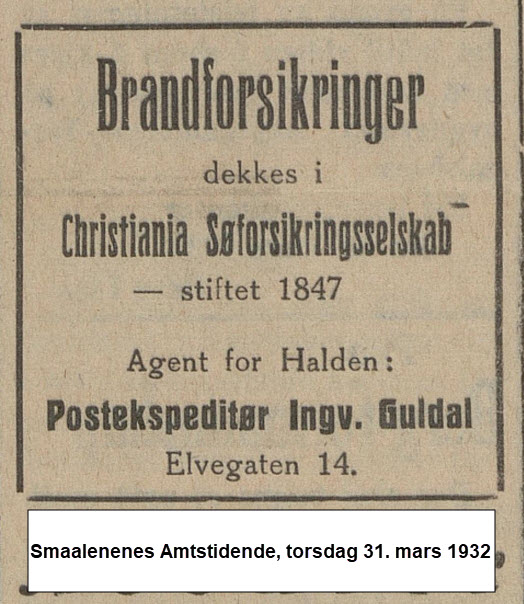 Brandforsikringer
dekkes i
Christiania Søforsikringsselskab
— stiftet 1847
Agent for Halden:
Postekspeditør Ingv. Guldal
Elvegaten 14.
Smaalenenes Amtstidende, torsdag 31. mars 1932